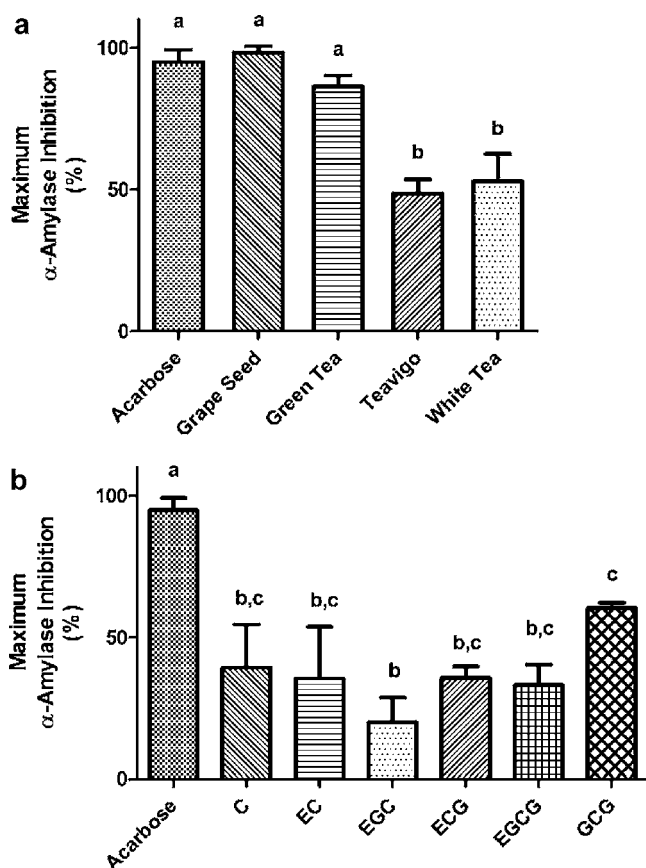 a
Maximum
α-Amylase Inhibition
(%)
100
50
0
a
a
a
b
b
Acarbose
Grape Seed
Green Tea
Teavigo
White Tea
b
Maximum
α-Amylase Inhibition
(%)
100
50
0
a
b,c
b,c
b
b,c
b,c
c
Acarbose
C
EC
EGC
ECG
EGCG
GCG